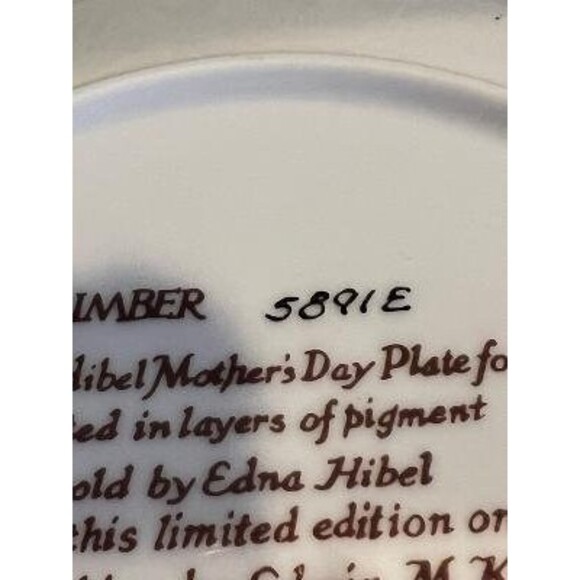 UMBER 5891E
Hibel Mother's Day Plate fo
ed in layers of pigment
old by Edna Hibel
this limited edition or
Edwin M. K